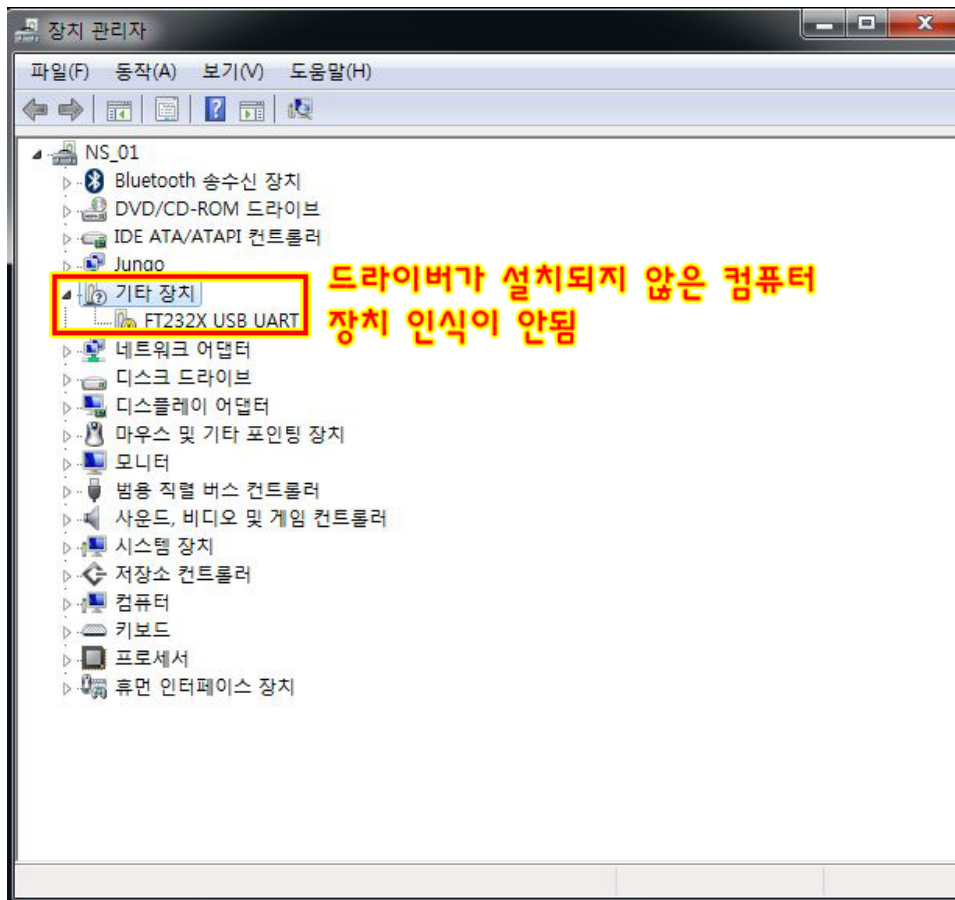 장치 관리자
파일(F) 동작(A) 보기(V) 도움말(H)
NS_01
Bluetooth 송수신 장치
DVD/CD-ROM 드라이브
IDE ATA/ATAPI 컨트롤러
Jungo
기타 장치
드라이버가 설치되지 않은 컴퓨터
FT232X USB UART
장치 인식이 안됨
네트워크 어댑터
디스크 드라이브
디스플레이 어댑터
마우스 및 기타 포인팅 장치
모니터
범용 직렬 버스 컨트롤러
사운드, 비디오 및 게임 컨트롤러
시스템 장치
저장소 컨트롤러
컴퓨터
키보드
프로세서
휴먼 인터페이스 장치